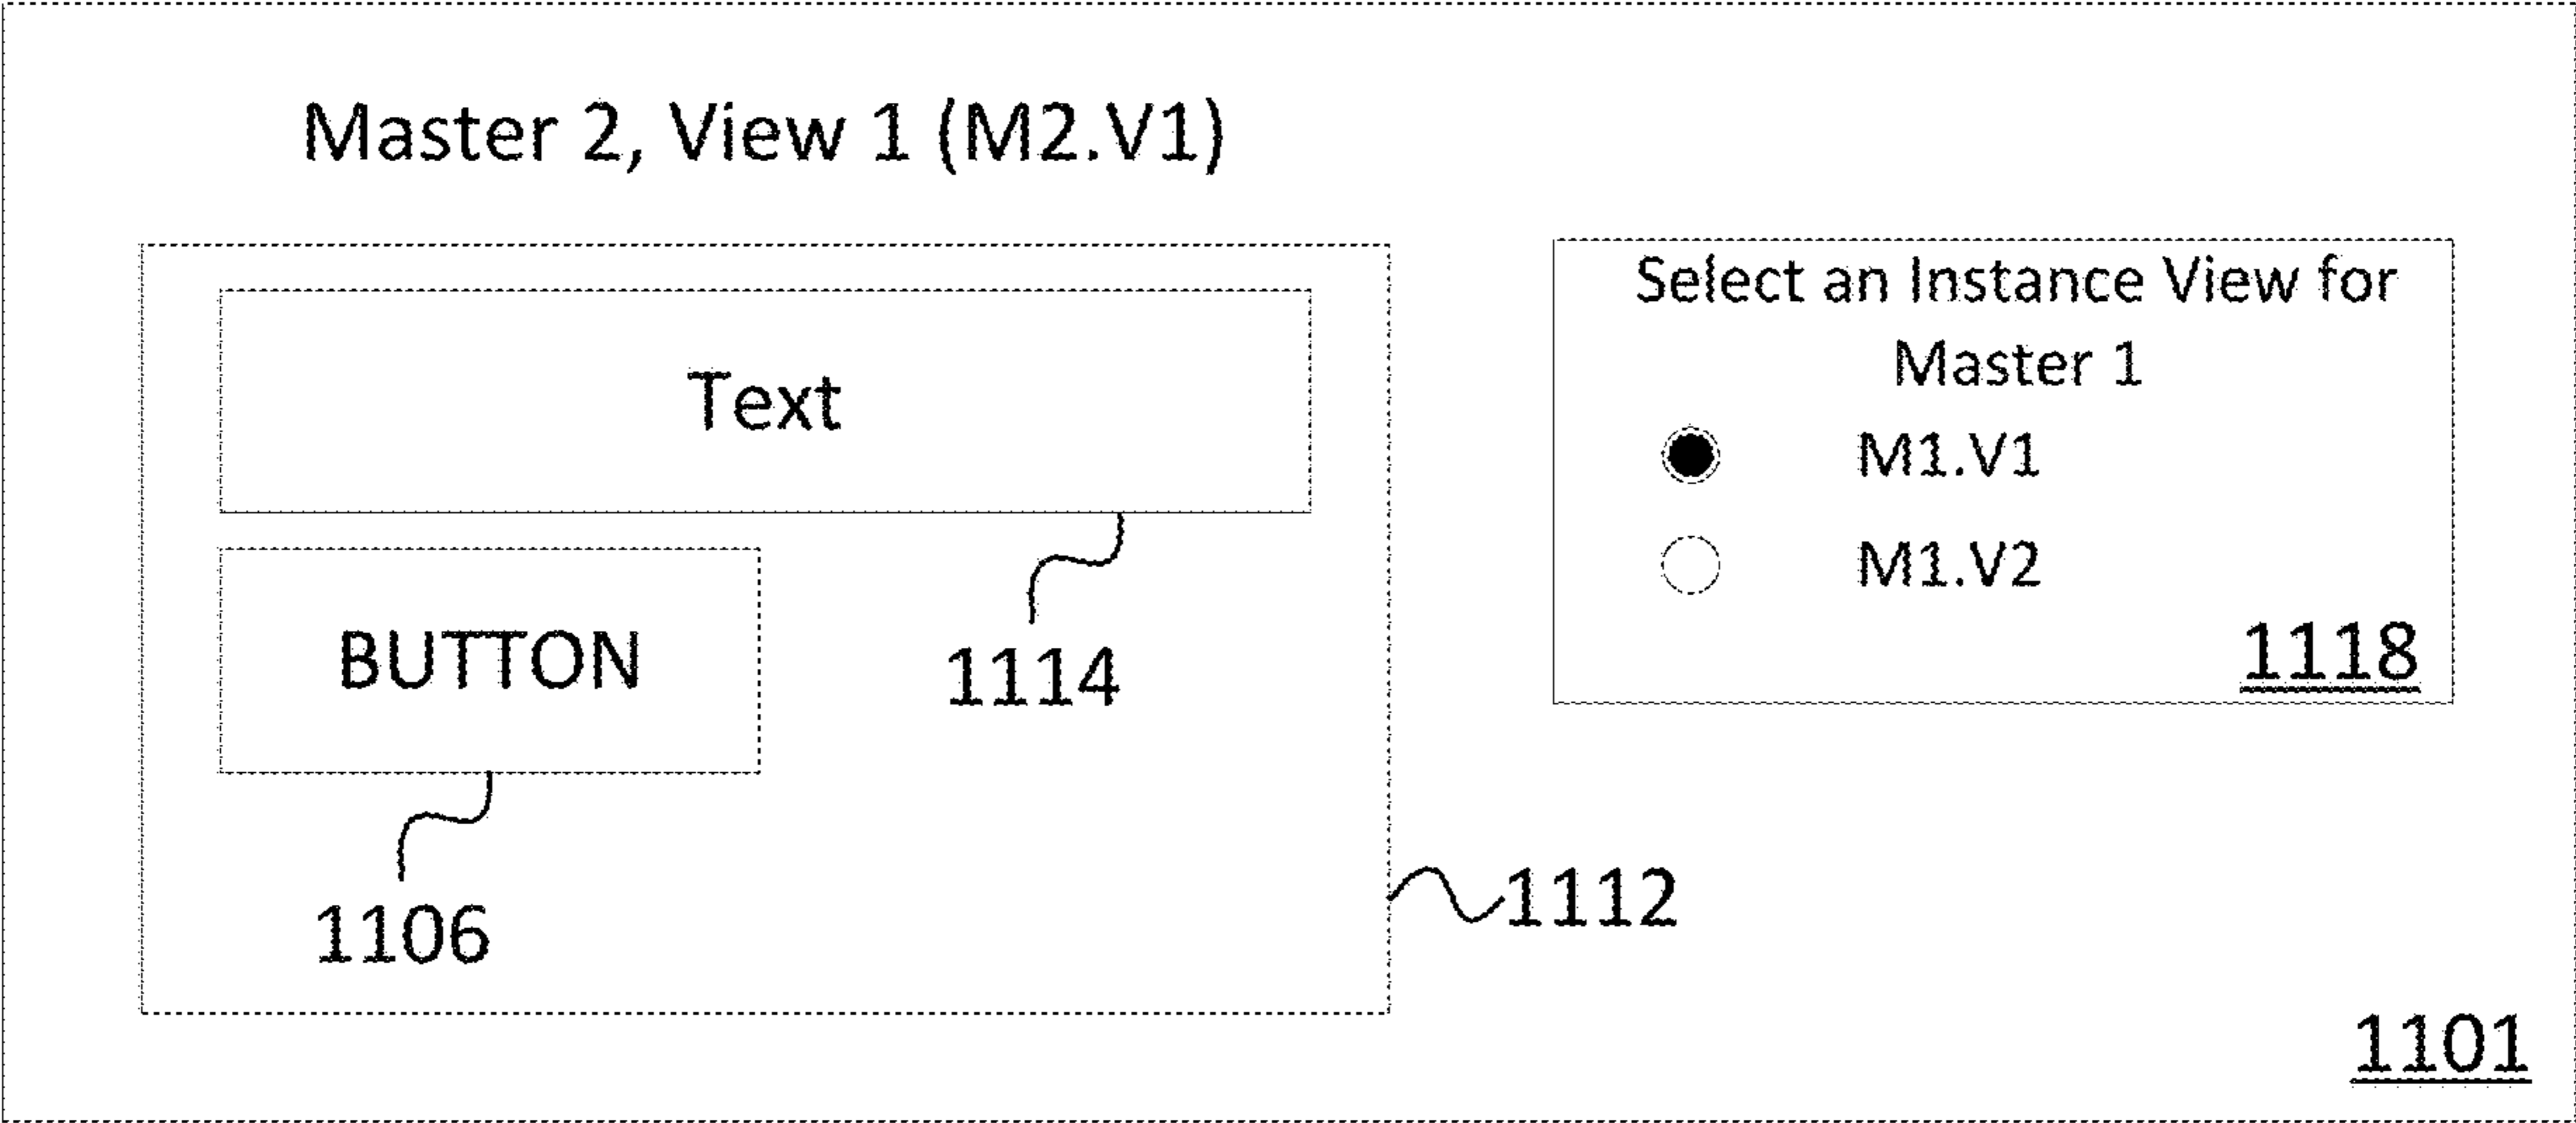 Master 2, View 1 (M2.V1)
Text
1114
BUTTON
1106
1112
Select an Instance View for
Master 1
M1.V1
M1.V2
1118
1101